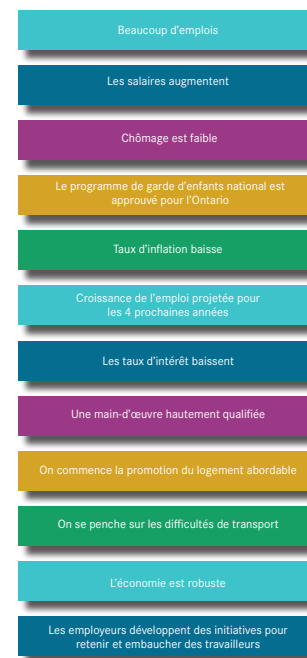 Beaucoup d'emplois
Les salaires augmentent
Chômage est faible
Le programme de garde d'enfants national est
approuvé pour l'Ontario
Taux d'inflation baisse
Croissance de l'emploi projetée pour
les 4 prochaines années
Les taux d'intérêt baissent
Une main-d'œuvre hautement qualifiée
On commence la promotion du logement abordable
On se penche sur les difficultés de transport
L'économie est robuste
Les employeurs développent des initiatives pour
retenir et embaucher des travailleurs